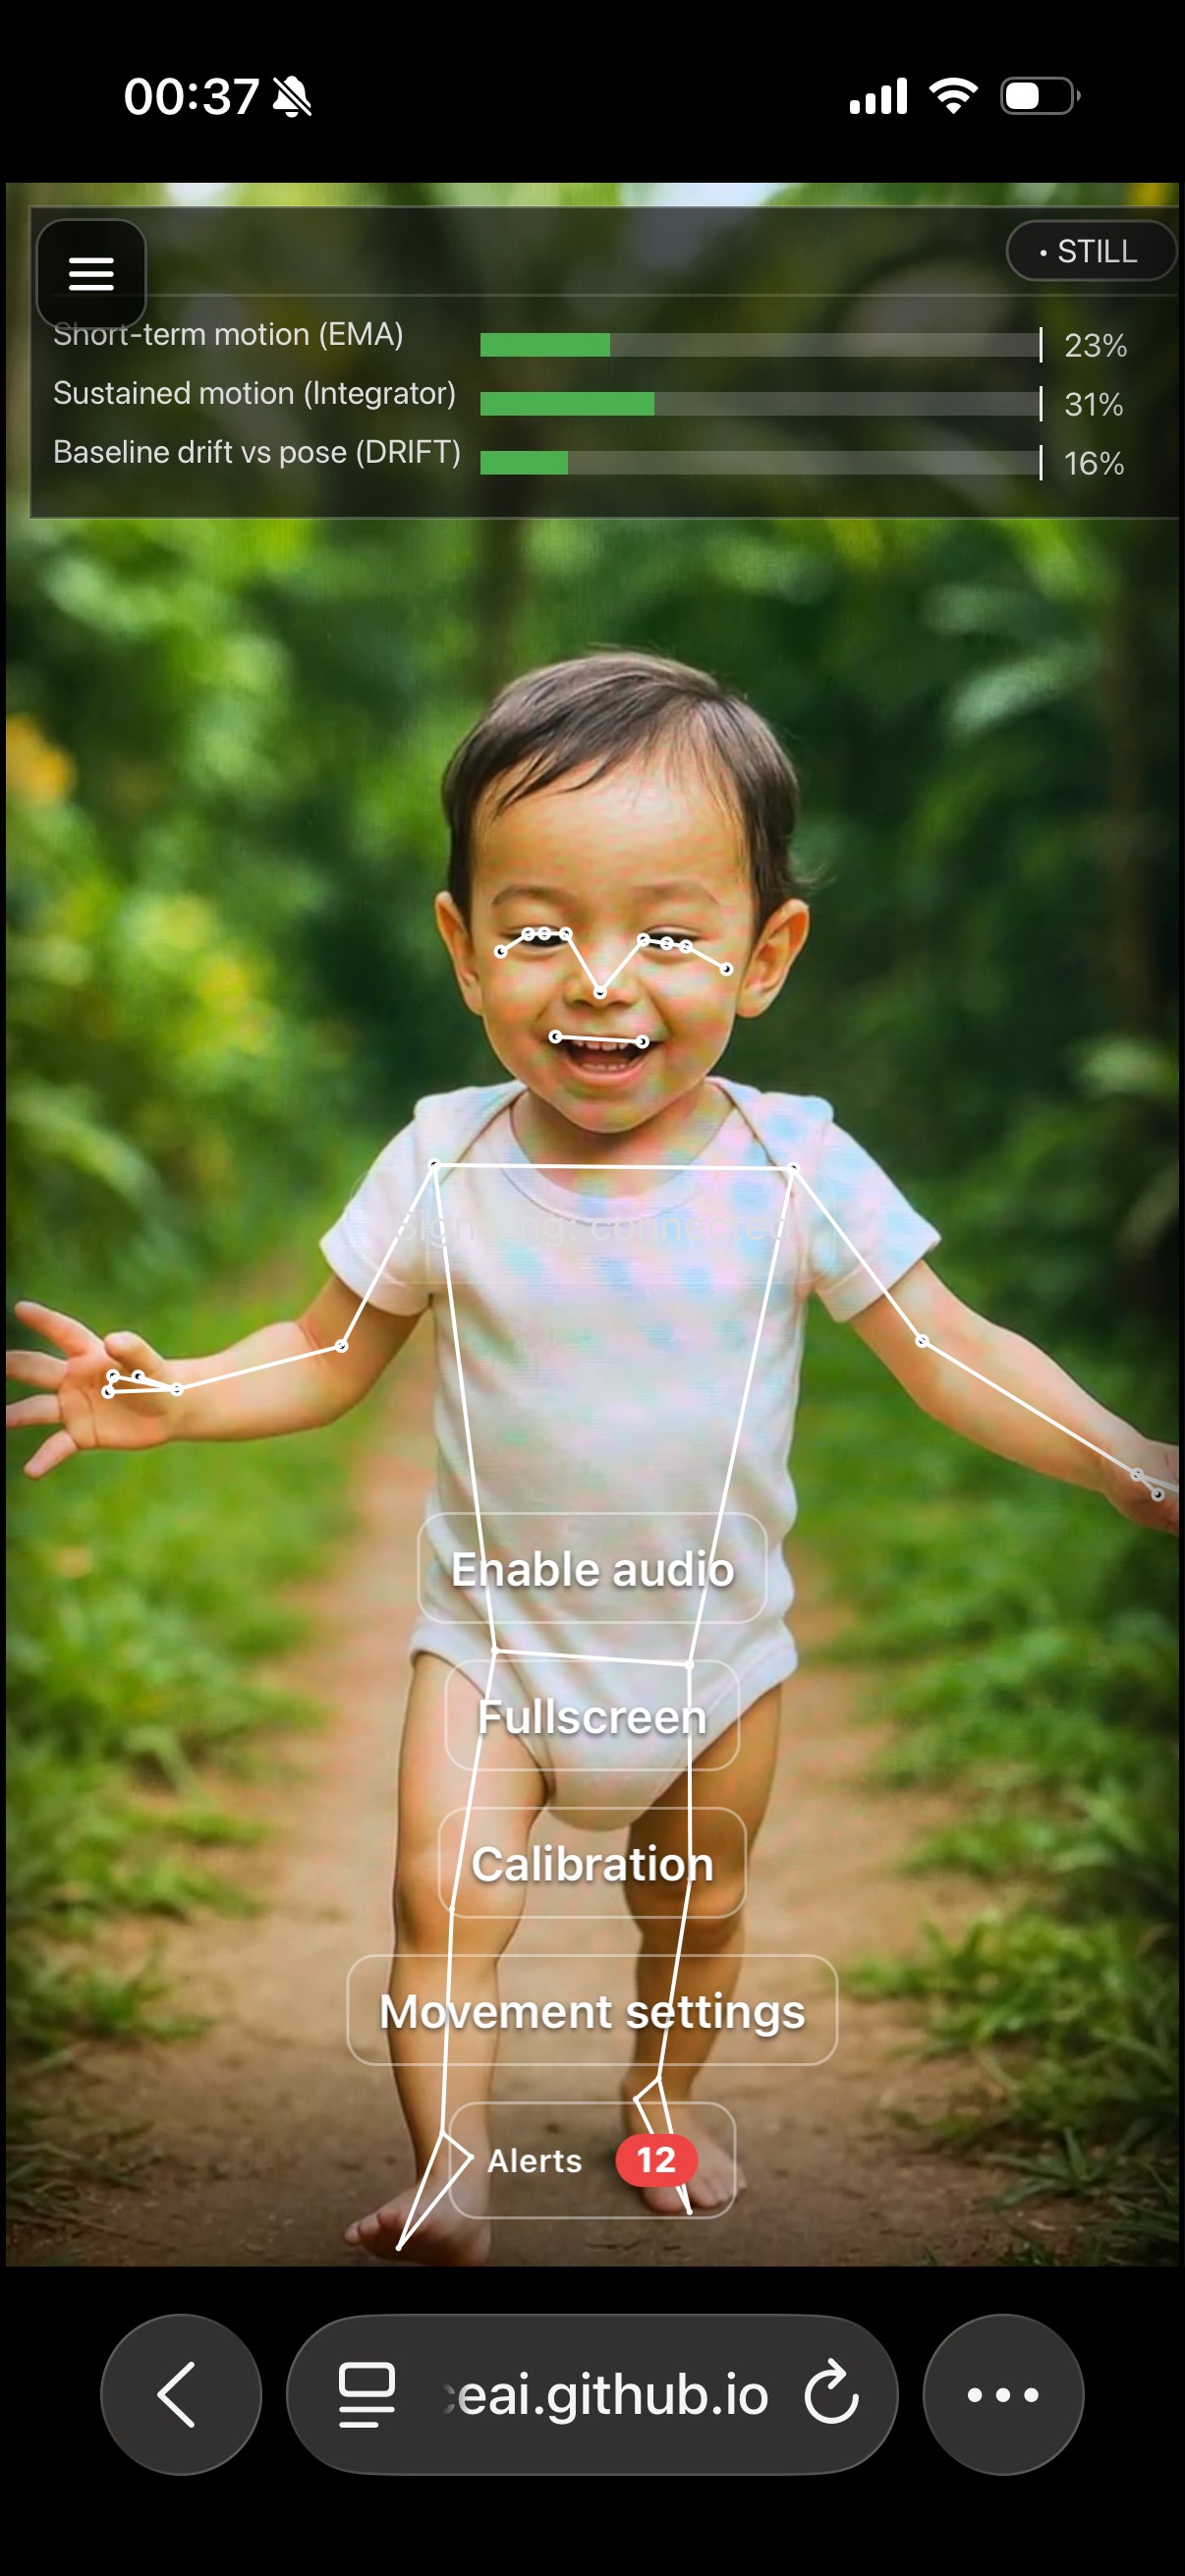 00:37
• STILL
Short-term motion (EMA)
23%
Sustained motion (Integrator)
31%
Baseline drift vs pose (DRIFT)
16%
connected
Enable audio
Fullscreen
Calibration
Movement settings
Alerts 12
eai.github.io